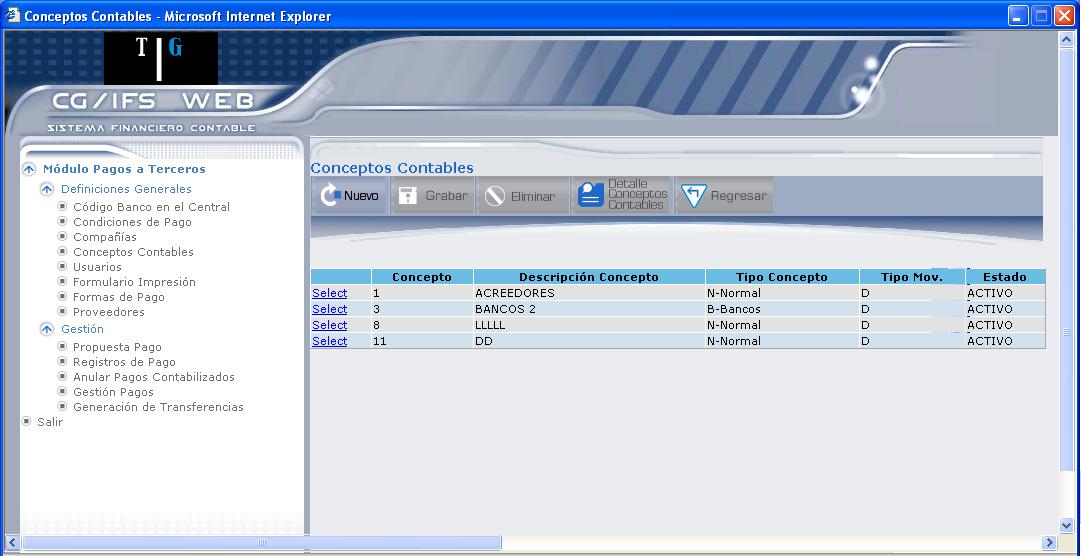 Conceptos Contables - Microsoft Internet Explorer
T G
CG/IFS WEB
SISTEMA FINANCIERO CONTABLE
Módulo Pagos a Terceros
Definiciones Generales
Código Banco en el Central
Condiciones de Pago
Compañías
Conceptos Contables
Usuarios
Formulario Impresión
Formas de Pago
Proveedores
Gestión
Propuesta Pago
Registros de Pago
Anular Pagos Contabilizados
Gestión Pagos
Generación de Transferencias
Salir
Conceptos Contables
Nuevo Grabar Eliminar Detalle Conceptos Contables Regresar
Concepto Descripción Concepto Tipo Concepto Tipo Mov. Estado
Select 1 ACREEDORES N-Normal D ACTIVO
Select 3 BANCOS 2 B-Bancos D ACTIVO
Select 8 LLLLL N-Normal D ACTIVO
Select 11 DD N-Normal D ACTIVO